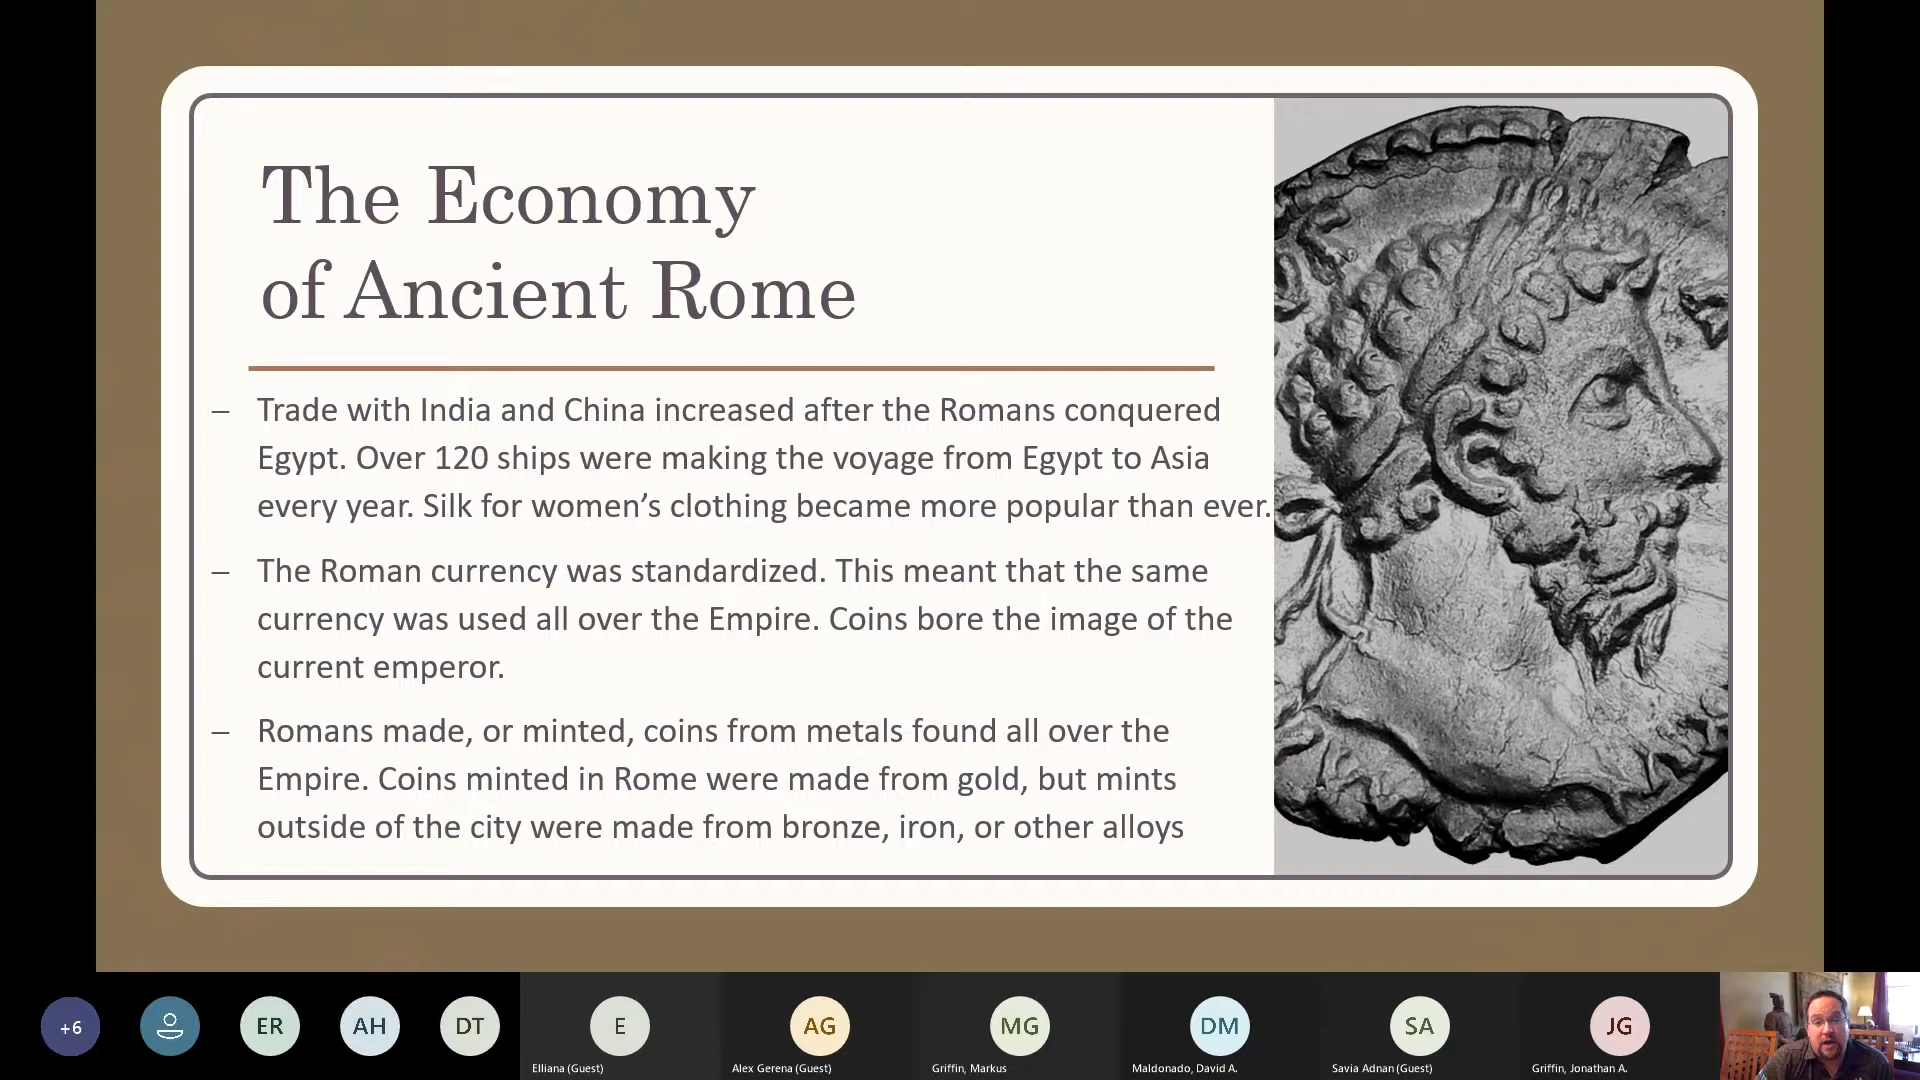 The Economy
of Ancient Rome
– Trade with India and China increased after the Romans conquered
Egypt. Over 120 ships were making the voyage from Egypt to Asia
every year. Silk for women’s clothing became more popular than ever.
– The Roman currency was standardized. This meant that the same
currency was used all over the Empire. Coins bore the image of the
current emperor.
– Romans made, or minted, coins from metals found all over the
Empire. Coins minted in Rome were made from gold, but mints
outside of the city were made from bronze, iron, or other alloys
+6
ER
AH
DT
E
AG
MG
DM
SA
JG
Elliana (Guest)
Alex Gerena (Guest)
Griffin, Markus
Maldonado, David A.
Savia Adnan (Guest)
Griffin, Jonathan A.